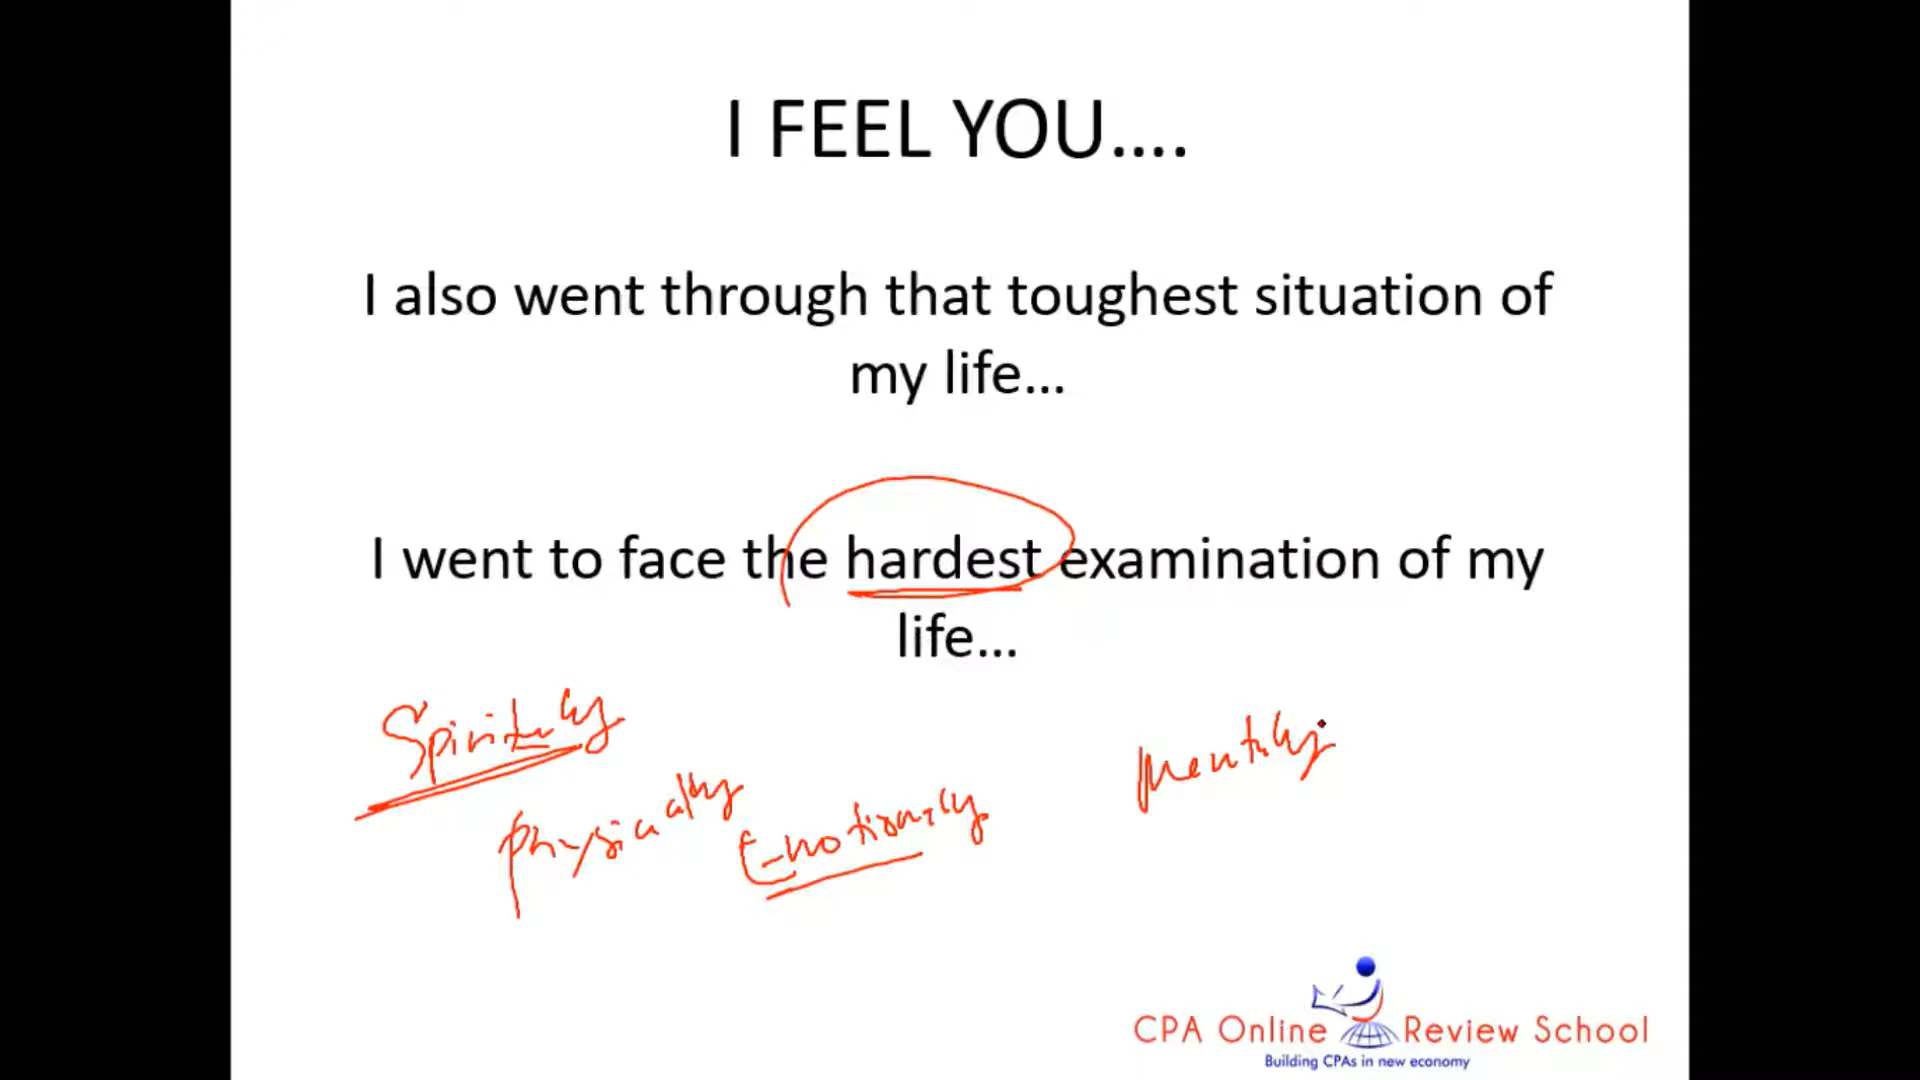 I FEEL YOU....
I also went through that toughest situation of
my life...
I went to face the hardest examination of my
life...
Spiritually
Physically
Emotionally
Mentally
CPA Online Review School
Building CPAs in new economy